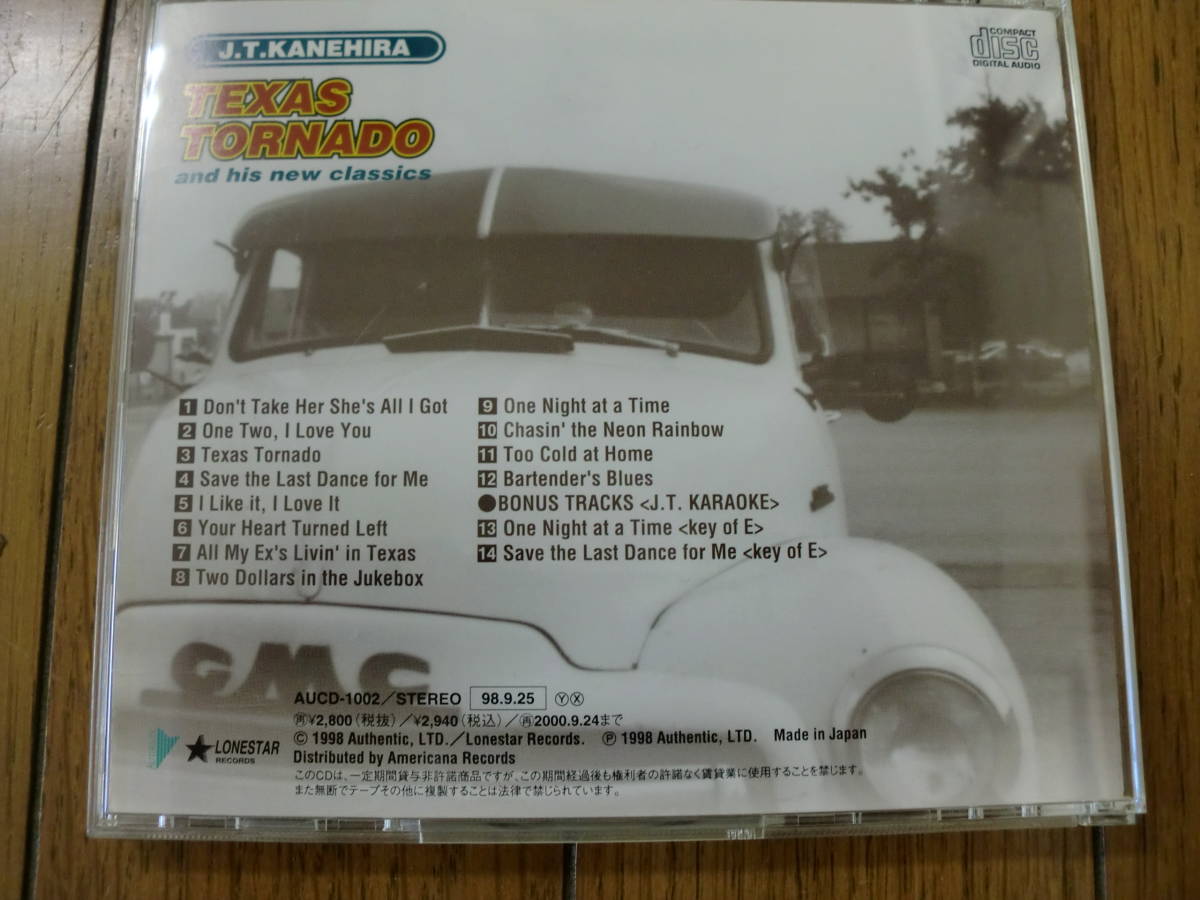 J.T.KANEHIRA
TEXAS
TORNADO
and his new classics
COMPACT
disc
DIGITAL AUDIO
1 Don't Take Her She's All I Got
2 One Two, I Love You
3 Texas Tornado
4 Save the Last Dance for Me
5 I Like it, I Love It
6 Your Heart Turned Left
7 All My Ex's Livin' in Texas
8 Two Dollars in the Jukebox
9 One Night at a Time
10 Chasin' the Neon Rainbow
11 Too Cold at Home
12 Bartender's Blues
●BONUS TRACKS <J.T. KARAOKE>
13 One Night at a Time <key of E>
14 Save the Last Dance for Me <key of E>
GMC
AUCD-1002/STEREO 98.9.25 ⓎⓍ
㊢¥2,800(税抜)/¥2,940(税込)/㊢2000.9.24まで
Ⓒ 1998 Authentic, LTD./Lonestar Records. Ⓟ 1998 Authentic, LTD. Made in Japan
Distributed by Americana Records
LONESTAR
RECORDS
このCDは、一定期間貸与非許諾商品ですが、この期間経過後も権利者の許諾なく賃貸業に使用することを禁じます。
また無断でテープその他に複製することは法律で禁じられています。